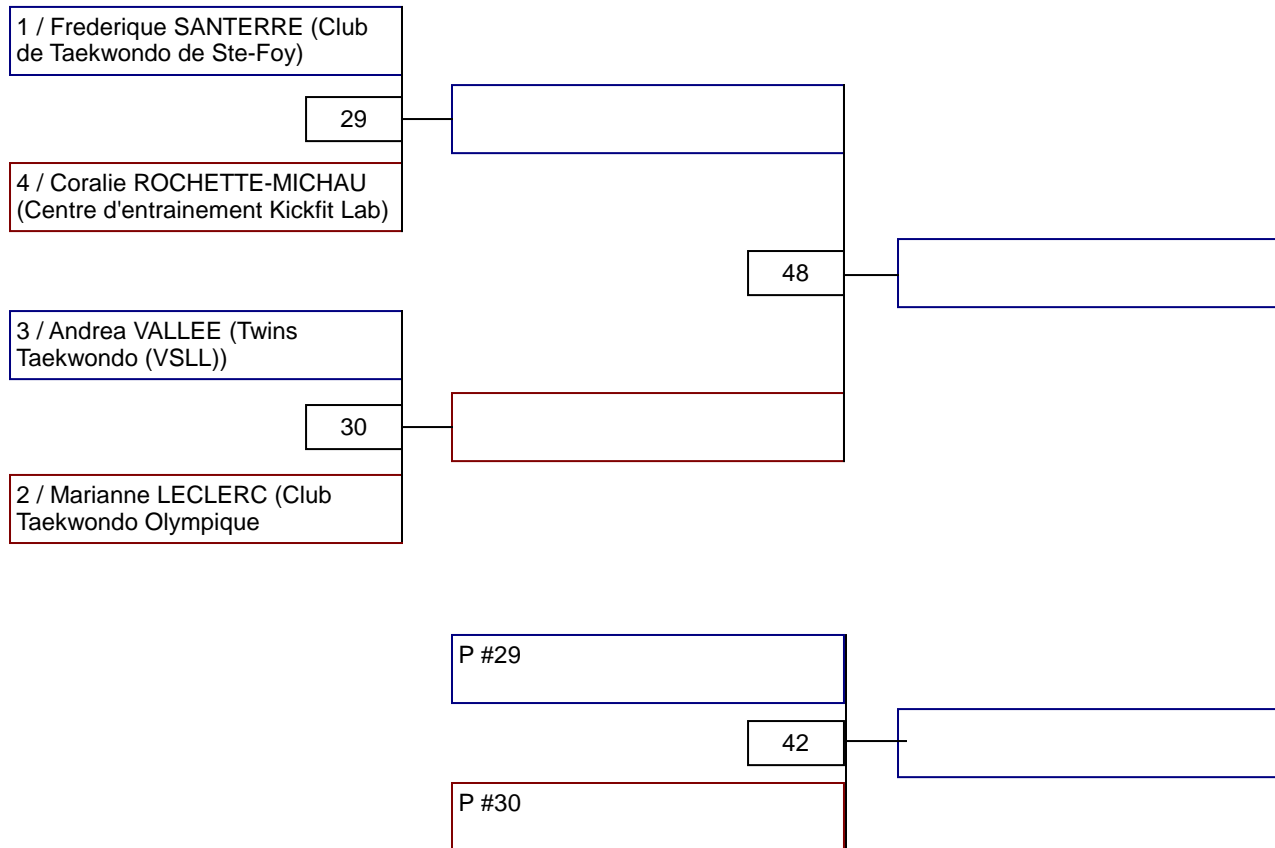 1 / Frederique SANTERRE (Club
de Taekwondo de Ste-Foy)
29
4 / Coralie ROCHETTE-MICHAU
(Centre d'entrainement Kickfit Lab)
48
3 / Andrea VALLEE (Twins
Taekwondo (VSLL))
30
2 / Marianne LECLERC (Club
Taekwondo Olympique
P #29
42
P #30